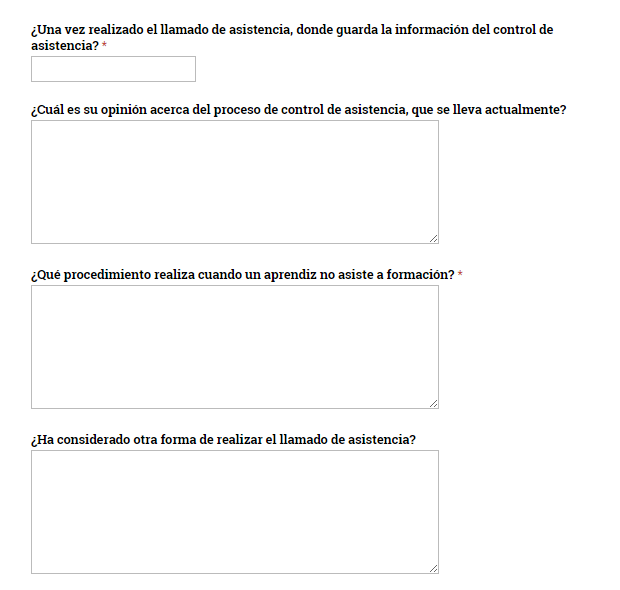 ¿Una vez realizado el llamado de asistencia, donde guarda la información del control de
asistencia? *
¿Cuál es su opinión acerca del proceso de control de asistencia, que se lleva actualmente?
¿Qué procedimiento realiza cuando un aprendiz no asiste a formación? *
¿Ha considerado otra forma de realizar el llamado de asistencia?